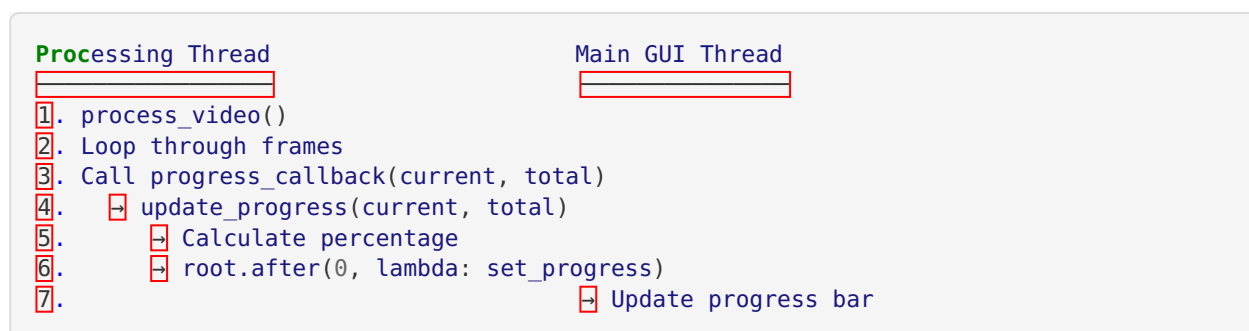 Processing Thread                       Main GUI Thread
─────────────────                       ───────────────
1. process_video()
2. Loop through frames
3. Call progress_callback(current, total)
4.   → update_progress(current, total)
5.      → Calculate percentage
6.      → root.after(0, lambda: set_progress)
7.                                      → Update progress bar